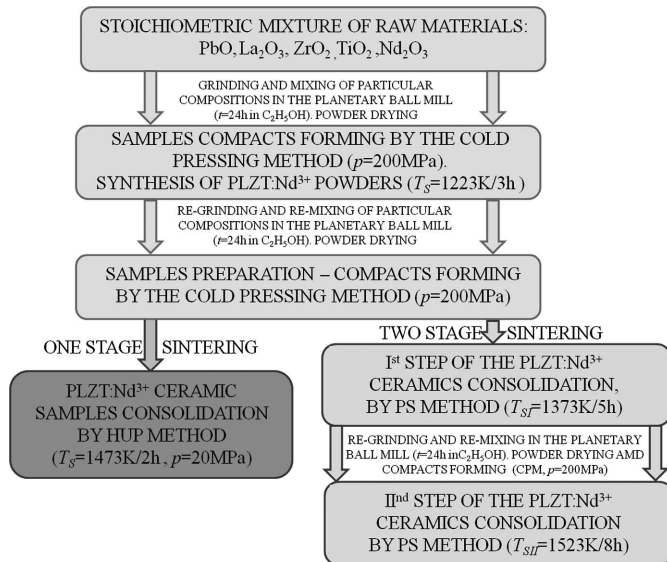 STOICHIOMETRIC MIXTURE OF RAW MATERIALS:
PbO, La₂O₃, ZrO₂, TiO₂, Nd₂O₃
GRINDING AND MIXING OF PARTICULAR
COMPOSITIONS IN THE PLANETARY BALL MILL
(t=24h in C₂H₅OH). POWDER DRYING
SAMPLES COMPACTS FORMING BY THE COLD
PRESSING METHOD (p=200MPa).
SYNTHESIS OF PLZT:Nd³⁺ POWDERS (T_S=1223K/3h)
RE-GRINDING AND RE-MIXING OF PARTICULAR
COMPOSITIONS IN THE PLANETARY BALL MILL
(t=24h in C₂H₅OH). POWDER DRYING
SAMPLES PREPARATION – COMPACTS FORMING
BY THE COLD PRESSING METHOD (p=200MPa)
ONE STAGE SINTERING
PLZT:Nd³⁺ CERAMIC
SAMPLES CONSOLIDATION
BY HUP METHOD
(T_S=1473K/2h, p=20MPa)
TWO STAGE SINTERING
Iˢᵗ STEP OF THE PLZT:Nd³⁺
CERAMICS CONSOLIDATION,
BY PS METHOD (T_SI=1373K/5h)
RE-GRINDING AND RE-MIXING IN THE PLANETARY
BALL MILL (t=24h inC₂H₅OH). POWDER DRYING AMD
COMPACTS FORMING (CPM, p=200MPa)
IIⁿᵈ STEP OF THE PLZT:Nd³⁺
CERAMICS CONSOLIDATION
BY PS METHOD (T_SII=1523K/8h)